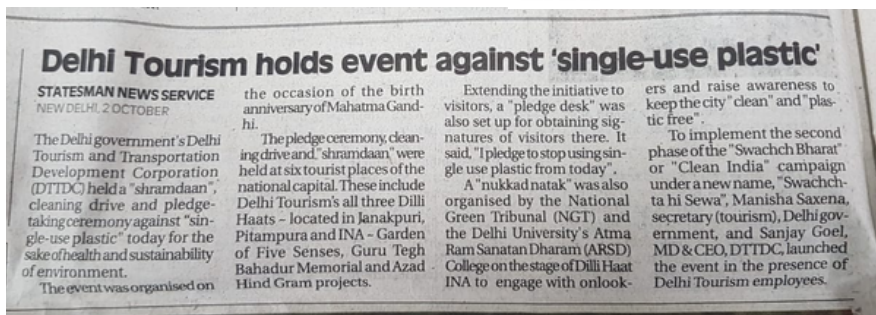 Delhi Tourism holds event against 'single-use plastic'
STATESMAN NEWS SERVICE
NEW DELHI, 2 OCTOBER
The Delhi government's Delhi
Tourism and Transportation
Development Corporation
(DTTDC) held a "shramdaan",
cleaning drive and pledge-
taking ceremony against "sin-
gle-use plastic" today for the
sake of health and sustainability
of environment.
The event was organised on
the occasion of the birth
anniversary of Mahatma Gand-
hi.
The pledge ceremony, clean-
ing drive and "shramdaan" were
held at six tourist places of the
national capital. These include
Delhi Tourism's all three Dilli
Haats – located in Janakpuri,
Pitampura and INA – Garden
of Five Senses, Guru Tegh
Bahadur Memorial and Azad
Hind Gram projects.
Extending the initiative to
visitors, a "pledge desk" was
also set up for obtaining sig-
natures of visitors there. It
said, "I pledge to stop using sin-
gle use plastic from today".
A "nukkad natak" was also
organised by the National
Green Tribunal (NGT) and
the Delhi University's Atma
Ram Sanatan Dharam (ARSD)
College on the stage of Dilli Haat
INA to engage with onlook-
ers and raise awareness to
keep the city "clean" and "plas-
tic free".
To implement the second
phase of the "Swachch Bharat"
or "Clean India" campaign
under a new name, "Swachch-
ta hi Sewa", Manisha Saxena,
secretary (tourism), Delhi gov-
ernment, and Sanjay Goel,
MD & CEO, DTTDC, launched
the event in the presence of
Delhi Tourism employees.